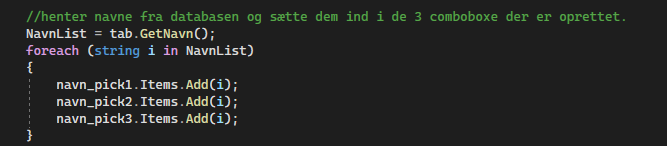 //henter navne fra databasen og sætte dem ind i de 3 comboboxe der er oprettet.
NavnList = tab.GetNavn();
foreach (string i in NavnList)
{
    navn_pick1.Items.Add(i);
    navn_pick2.Items.Add(i);
    navn_pick3.Items.Add(i);
}